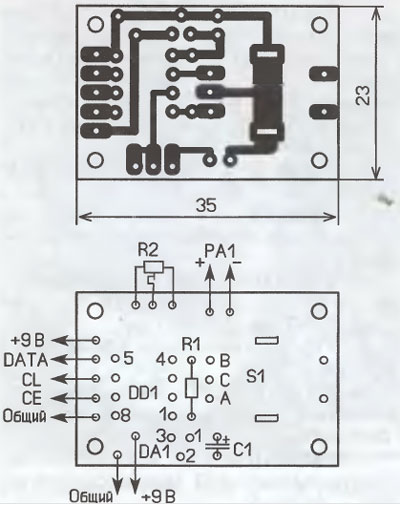 23
35
R2
+ PA1 −
+9 В
DATA
CL
CE
Общий
5
8
4
DD1
1
R1
B
C
A
S1
3
1
DA1
2
+
C1
Общий
+9 В